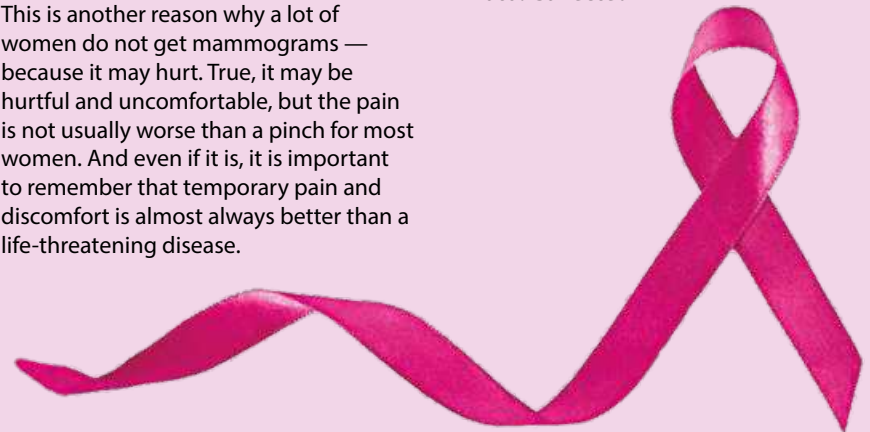 This is another reason why a lot of
women do not get mammograms —
because it may hurt. True, it may be
hurtful and uncomfortable, but the pain
is not usually worse than a pinch for most
women. And even if it is, it is important
to remember that temporary pain and
discomfort is almost always better than a
life-threatening disease.